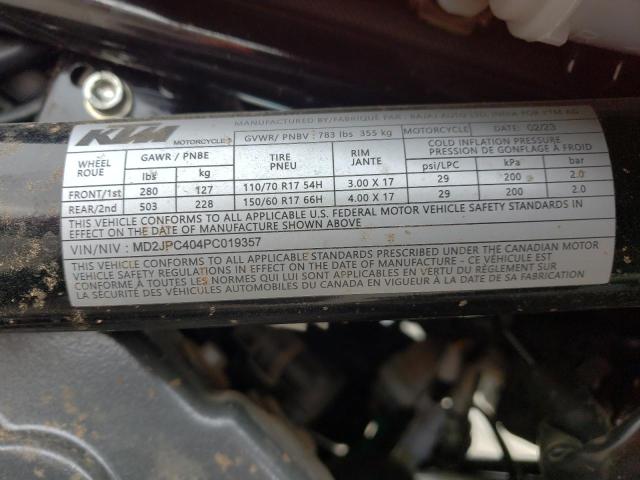 MANUFACTURED BY/FABRIQUÉ PAR : BAJAJ AUTO LTD, INDIA FOR KTM AG
KTM MOTORCYCLES GVWR/ PNBV : 783 lbs 355 kg MOTORCYCLE DATE: 02/23
WHEEL ROUE GAWR / PNBE TIRE PNEU RIM JANTE COLD INFLATION PRESSURE PRESSION DE GONFLAGE À FROID
lbs kg psi/LPC kPa bar
FRONT/1st 280 127 110/70 R17 54H 3.00 X 17 29 200 2.0
REAR/2nd 503 228 150/60 R17 66H 4.00 X 17 29 200 2.0
THIS VEHICLE CONFORMS TO ALL APPLICABLE U.S. FEDERAL MOTOR VEHICLE SAFETY STANDARDS IN
EFFECT ON THE DATE OF MANUFACTURE SHOWN ABOVE
VIN/NIV : MD2JPC404PC019357
THIS VEHICLE CONFORMS TO ALL APPLICABLE STANDARDS PRESCRIBED UNDER THE CANADIAN MOTOR
VEHICLE SAFETY REGULATIONS IN EFFECT ON THE DATE OF MANUFACTURE - CE VÉHICULE EST
CONFORME À TOUTES LES NORMES QUI LUI SONT APPLICABLES EN VERTU DU RÈGLEMENT SUR
LA SÉCURITÉ DES VÉHICULES AUTOMOBILES DU CANADA EN VIGUEUR À LA DATE DE SA FABRICATION